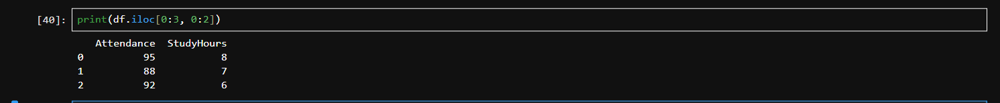 [40]: print(df.iloc[0:3, 0:2])
Attendance StudyHours
0 95 8
1 88 7
2 92 6